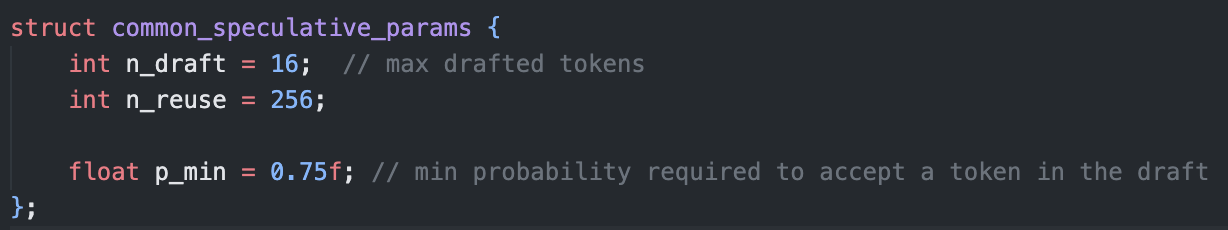 struct common_speculative_params {
    int n_draft = 16;  // max drafted tokens
    int n_reuse = 256;

    float p_min = 0.75f; // min probability required to accept a token in the draft
};